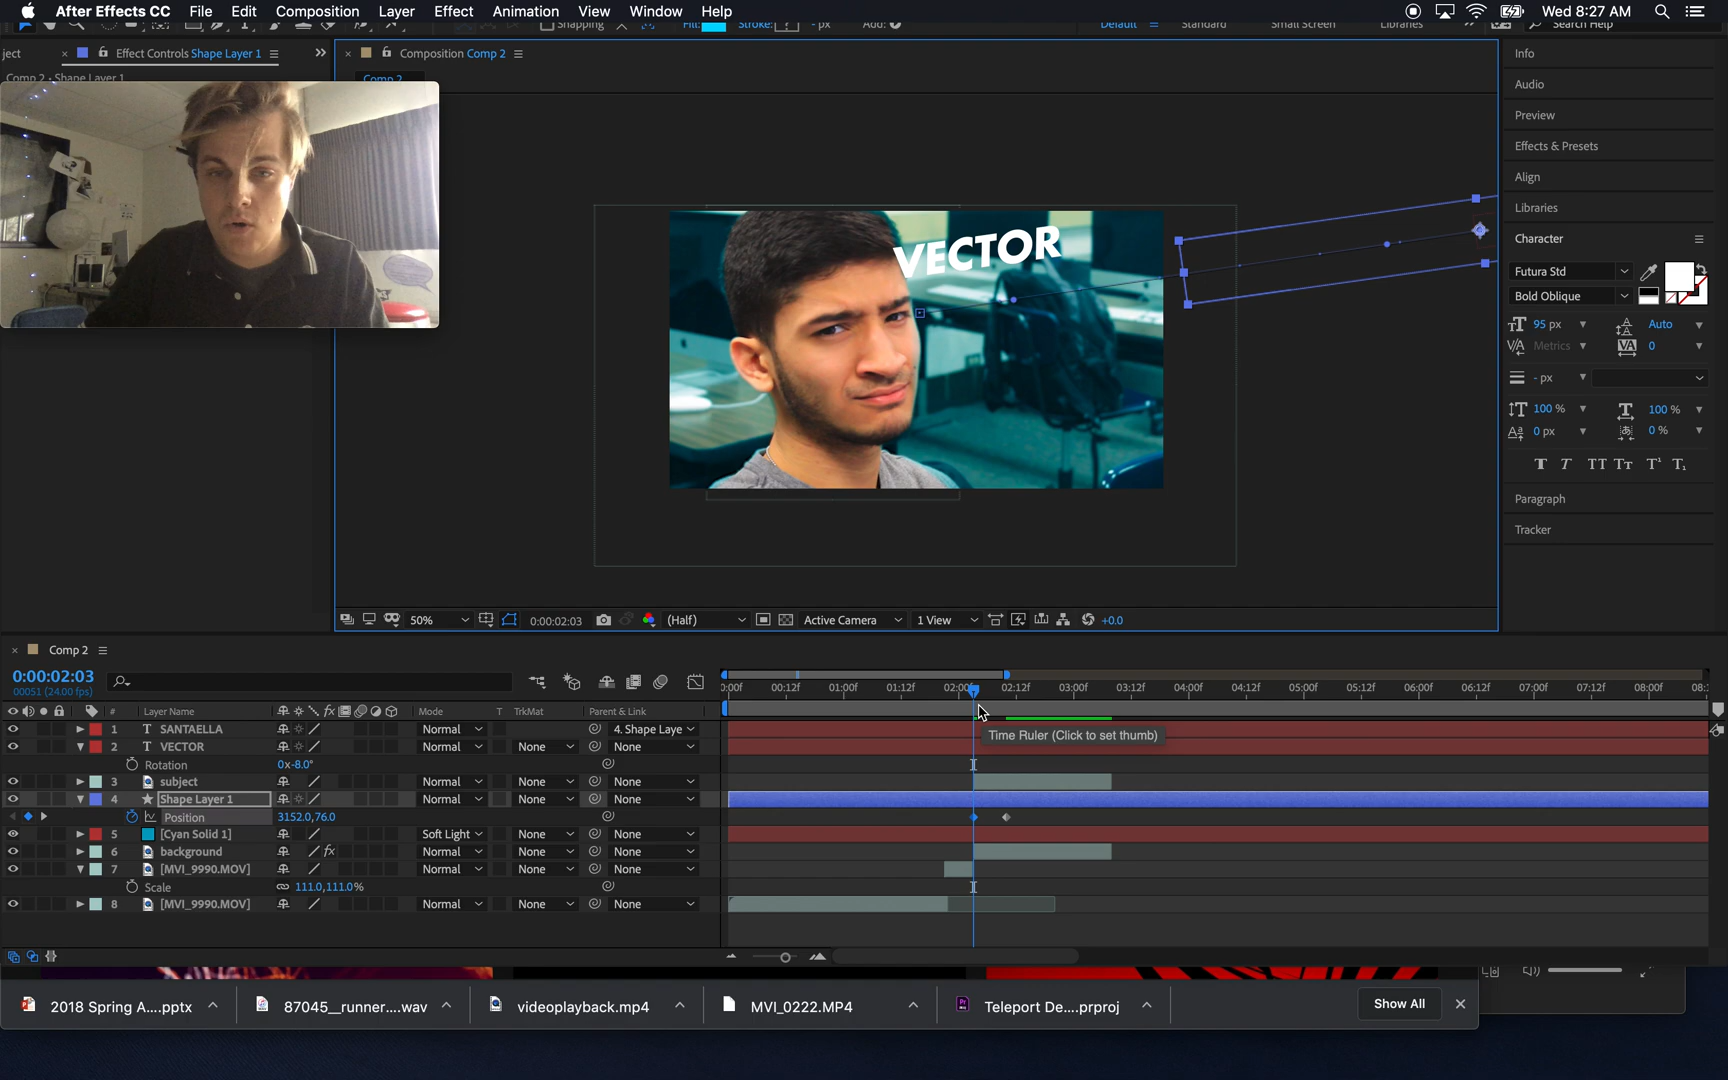 After Effects CC File Edit Composition Layer Effect Animation View Window Help Wed 8:27 AM
Snapping Fill: Stroke: - px Add: Default Standard Small Screen Libraries Search Help
ject × Effect Controls Shape Layer 1 × Composition Comp 2
Comp 2 • Shape Layer 1 Comp 2
Info
Audio
Preview
Effects & Presets
Align
Libraries
Character
Futura Std
Bold Oblique
95 px Auto
Metrics 0
- px
100 % 100 %
0 px 0 %
T T TT Tт T¹ T₁
Paragraph
Tracker
VECTOR
50% 0:00:02:03 (Half) Active Camera 1 View +0.0
× Comp 2
0:00:02:03
00051 (24.00 fps)
:00f 00:12f 01:00f 01:12f 02:00f 02:12f 03:00f 03:12f 04:00f 04:12f 05:00f 05:12f 06:00f 06:12f 07:00f 07:12f 08:00f 08:
# Layer Name Mode T TrkMat Parent & Link
1 T SANTAELLA Normal 4. Shape Laye
2 T VECTOR Normal None None
Time Ruler (Click to set thumb)
Rotation 0x-8.0°
3 subject Normal None None
4 Shape Layer 1 Normal None None
Position 3152.0,76.0
5 [Cyan Solid 1] Soft Light None None
6 background Normal None None
7 [MVI_9990.MOV] Normal None None
Scale 111.0,111.0%
8 [MVI_9990.MOV] Normal None None
2018 Spring A....pptx 87045__runner....wav videoplayback.mp4 MVI_0222.MP4 Teleport De....prproj Show All ×